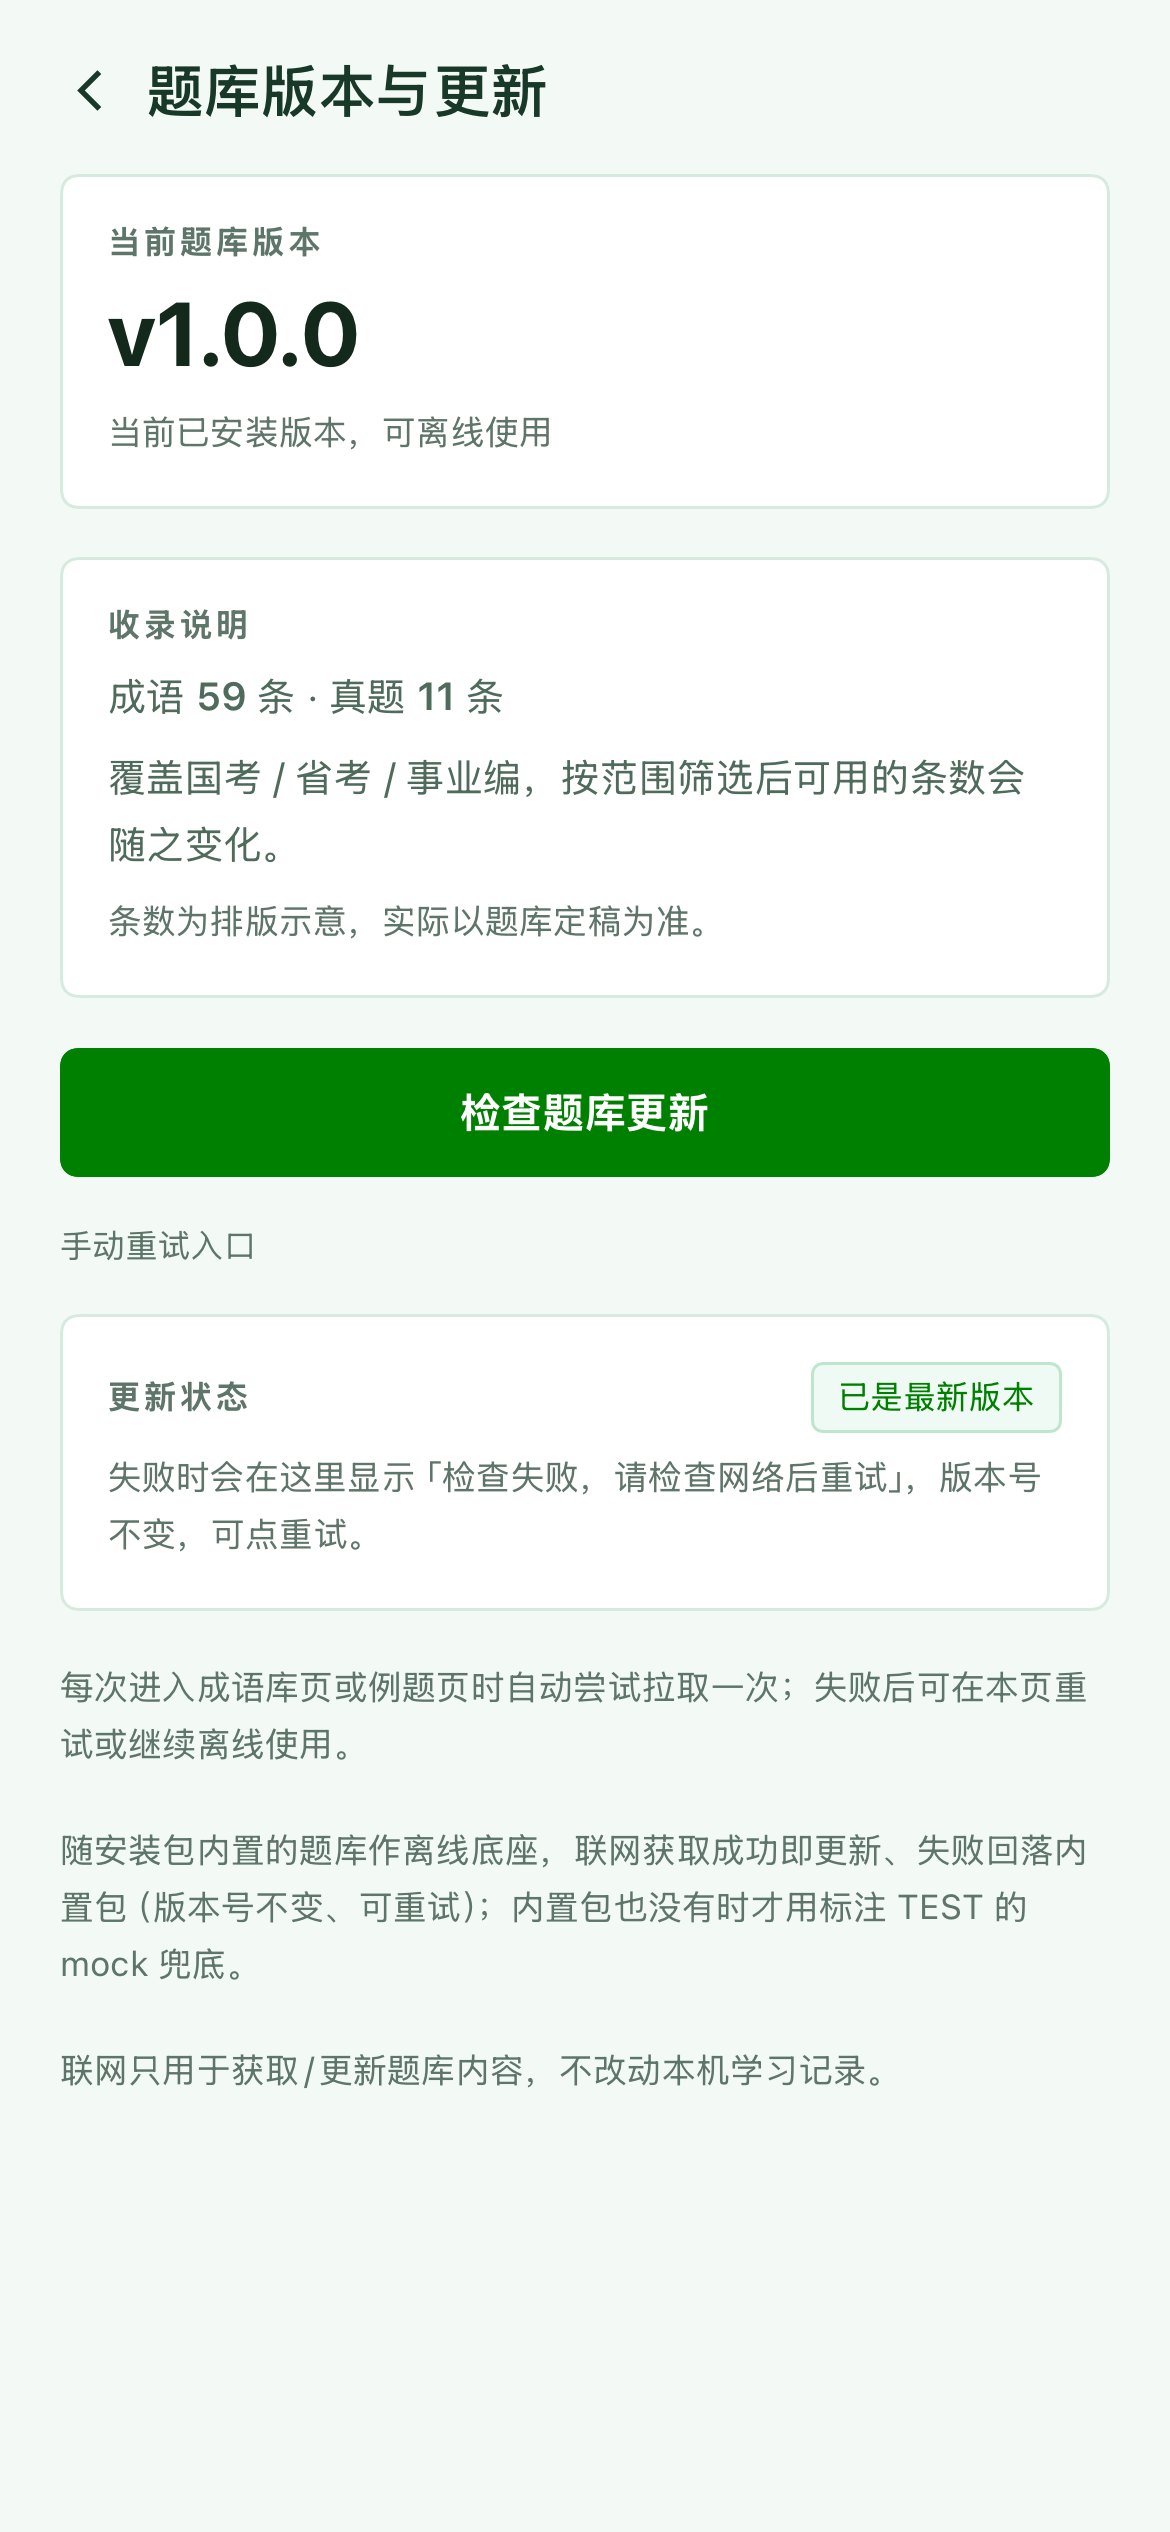 题库版本与更新
当前题库版本
v1.0.0
当前已安装版本，可离线使用
收录说明
成语 59 条 · 真题 11 条
覆盖国考 / 省考 / 事业编，按范围筛选后可用的条数会
随之变化。
条数为排版示意，实际以题库定稿为准。
检查题库更新
手动重试入口
更新状态
已是最新版本
失败时会在这里显示「检查失败，请检查网络后重试」，版本号
不变，可点重试。
每次进入成语库页或例题页时自动尝试拉取一次；失败后可在本页重
试或继续离线使用。
随安装包内置的题库作离线底座，联网获取成功即更新、失败回落内
置包（版本号不变、可重试）；内置包也没有时才用标注 TEST 的
mock 兜底。
联网只用于获取/更新题库内容，不改动本机学习记录。